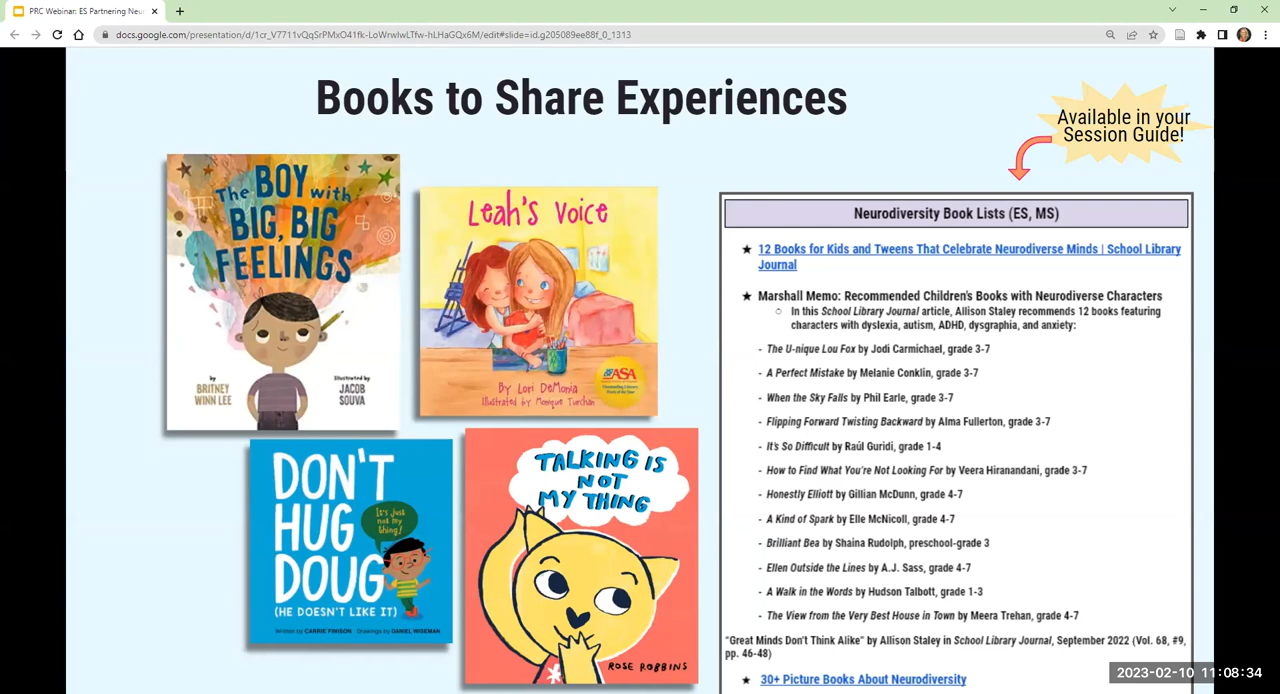 PRC Webinar: ES Partnering Neu
docs.google.com/presentation/d/1cr_V7711vQqSrPMxO41fk-LoWrwlwLTfw-hLHaGQx6M/edit#slide=id.g205089ee88f_0_1313
Books to Share Experiences
Available in your
Session Guide!
The BOY with
BIG, BIG
FEELINGS
by
BRITNEY
WINN LEE
Illustrated by
JACOB
SOUVA
Leah's Voice
ASA
By Lori DeMonia
Illustrated by Monique Turchan
DON'T
HUG
DOUG
(HE DOESN'T LIKE IT)
It's just
not my
thing!
Written by CARRIE FINISON Drawings by DANIEL WISEMAN
TALKING IS
NOT
MY THING
ROSE ROBBINS
Neurodiversity Book Lists (ES, MS)
★ 12 Books for Kids and Tweens That Celebrate Neurodiverse Minds | School Library
Journal
★ Marshall Memo: Recommended Children's Books with Neurodiverse Characters
○ In this School Library Journal article, Allison Staley recommends 12 books featuring
characters with dyslexia, autism, ADHD, dysgraphia, and anxiety:
- The U-nique Lou Fox by Jodi Carmichael, grade 3-7
- A Perfect Mistake by Melanie Conklin, grade 3-7
- When the Sky Falls by Phil Earle, grade 3-7
- Flipping Forward Twisting Backward by Alma Fullerton, grade 3-7
- It's So Difficult by Raúl Guridi, grade 1-4
- How to Find What You're Not Looking For by Veera Hiranandani, grade 3-7
- Honestly Elliott by Gillian McDunn, grade 4-7
- A Kind of Spark by Elle McNicoll, grade 4-7
- Brilliant Bea by Shaina Rudolph, preschool-grade 3
- Ellen Outside the Lines by A.J. Sass, grade 4-7
- A Walk in the Words by Hudson Talbott, grade 1-3
- The View from the Very Best House in Town by Meera Trehan, grade 4-7
"Great Minds Don't Think Alike" by Allison Staley in School Library Journal, September 2022 (Vol. 68, #9,
pp. 46-48)
★ 30+ Picture Books About Neurodiversity
2023-02-10 11:08:34